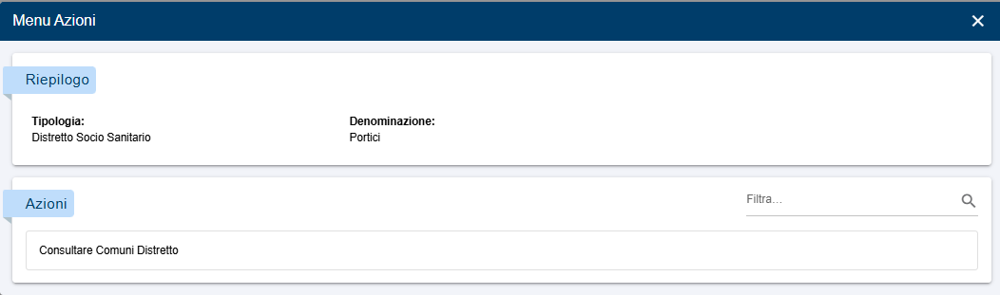 Menu Azioni
Riepilogo
Tipologia:
Distretto Socio Sanitario
Denominazione:
Portici
Azioni
Filtra...
Consultare Comuni Distretto